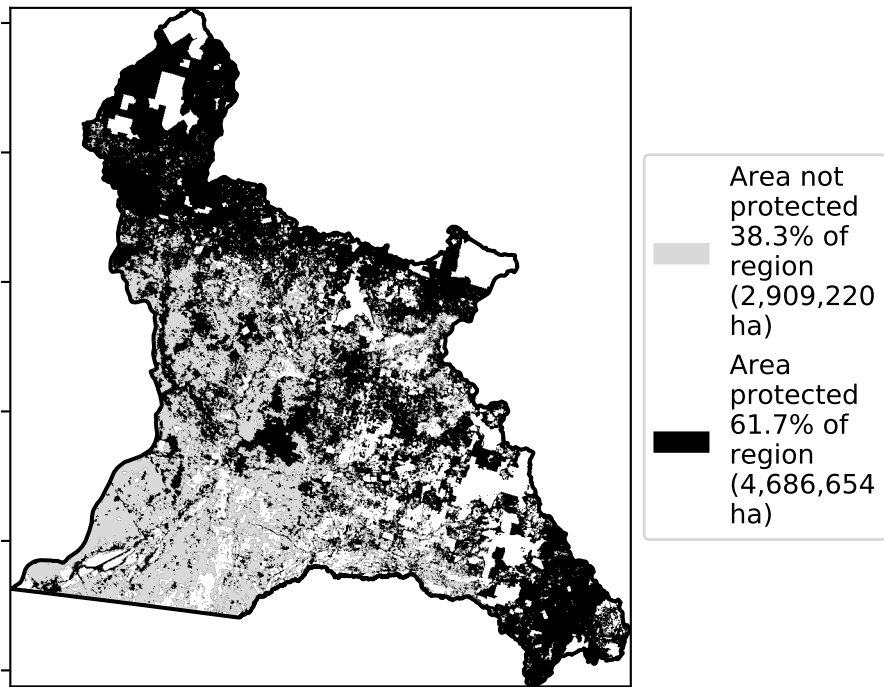 Area not
protected
38.3% of
region
(2,909,220
ha)
Area
protected
61.7% of
region
(4,686,654
ha)